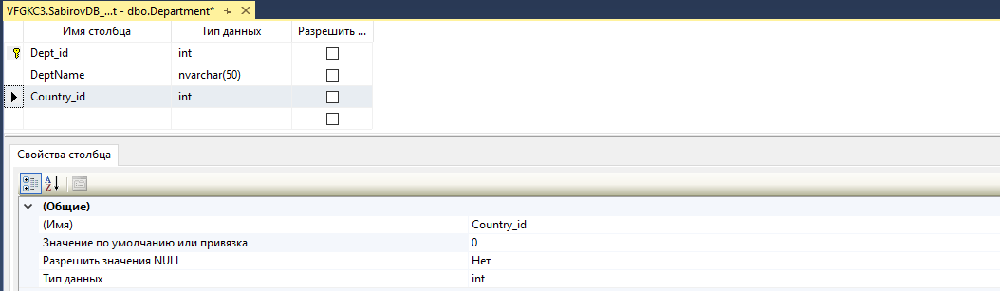 VFGKC3.SabirovDB_...t - dbo.Department*
Имя столбца Тип данных Разрешить ...
Dept_id int
DeptName nvarchar(50)
Country_id int
Свойства столбца
(Общие)
(Имя) Country_id
Значение по умолчанию или привязка 0
Разрешить значения NULL Нет
Тип данных int